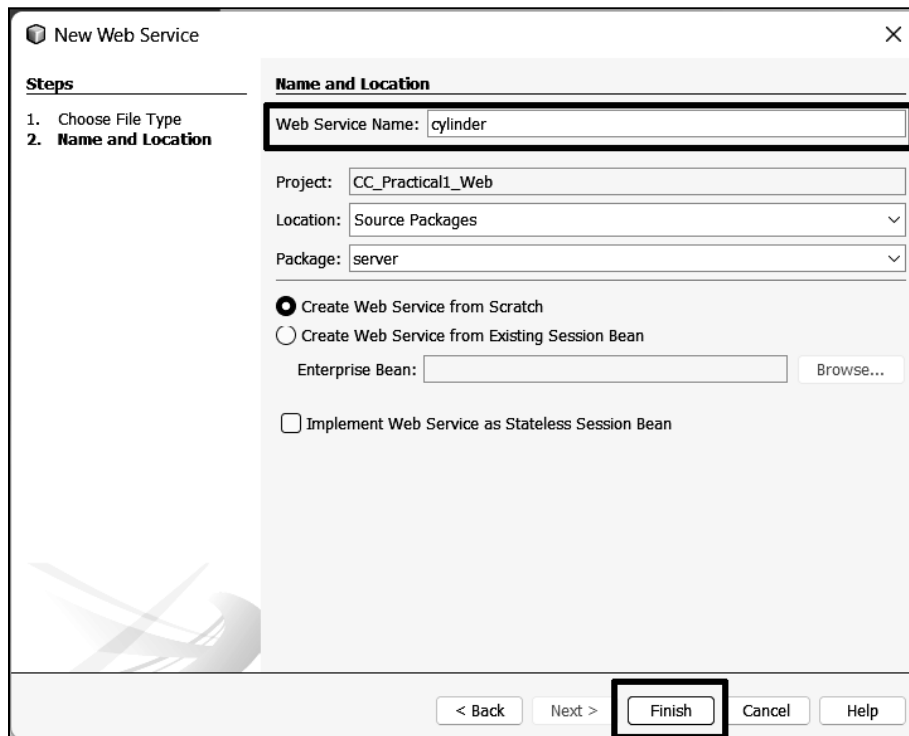 New Web Service
Steps
1. Choose File Type
2. Name and Location
Name and Location
Web Service Name: cylinder
Project: CC_Practical1_Web
Location: Source Packages
Package: server
Create Web Service from Scratch
Create Web Service from Existing Session Bean
Enterprise Bean: Browse...
Implement Web Service as Stateless Session Bean
< Back Next > Finish Cancel Help